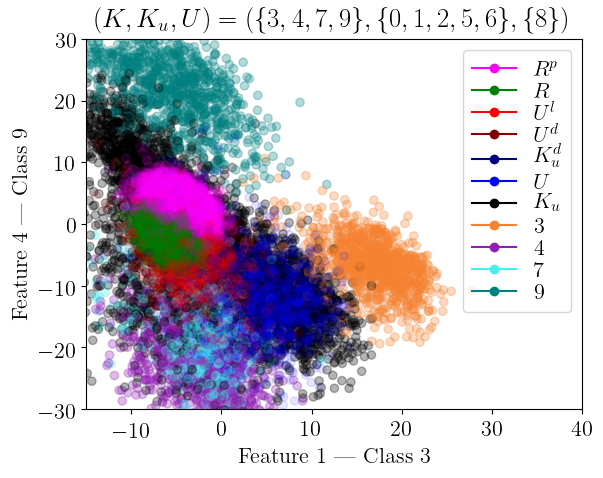 (K, K_u, U) = ({3, 4, 7, 9}, {0, 1, 2, 5, 6}, {8})
30
20
10
0
−10
−20
−30
Feature 4 — Class 9
R^p
R
U^l
U^d
K_u^d
U
K_u
3
4
7
9
−10 0 10 20 30 40
Feature 1 — Class 3